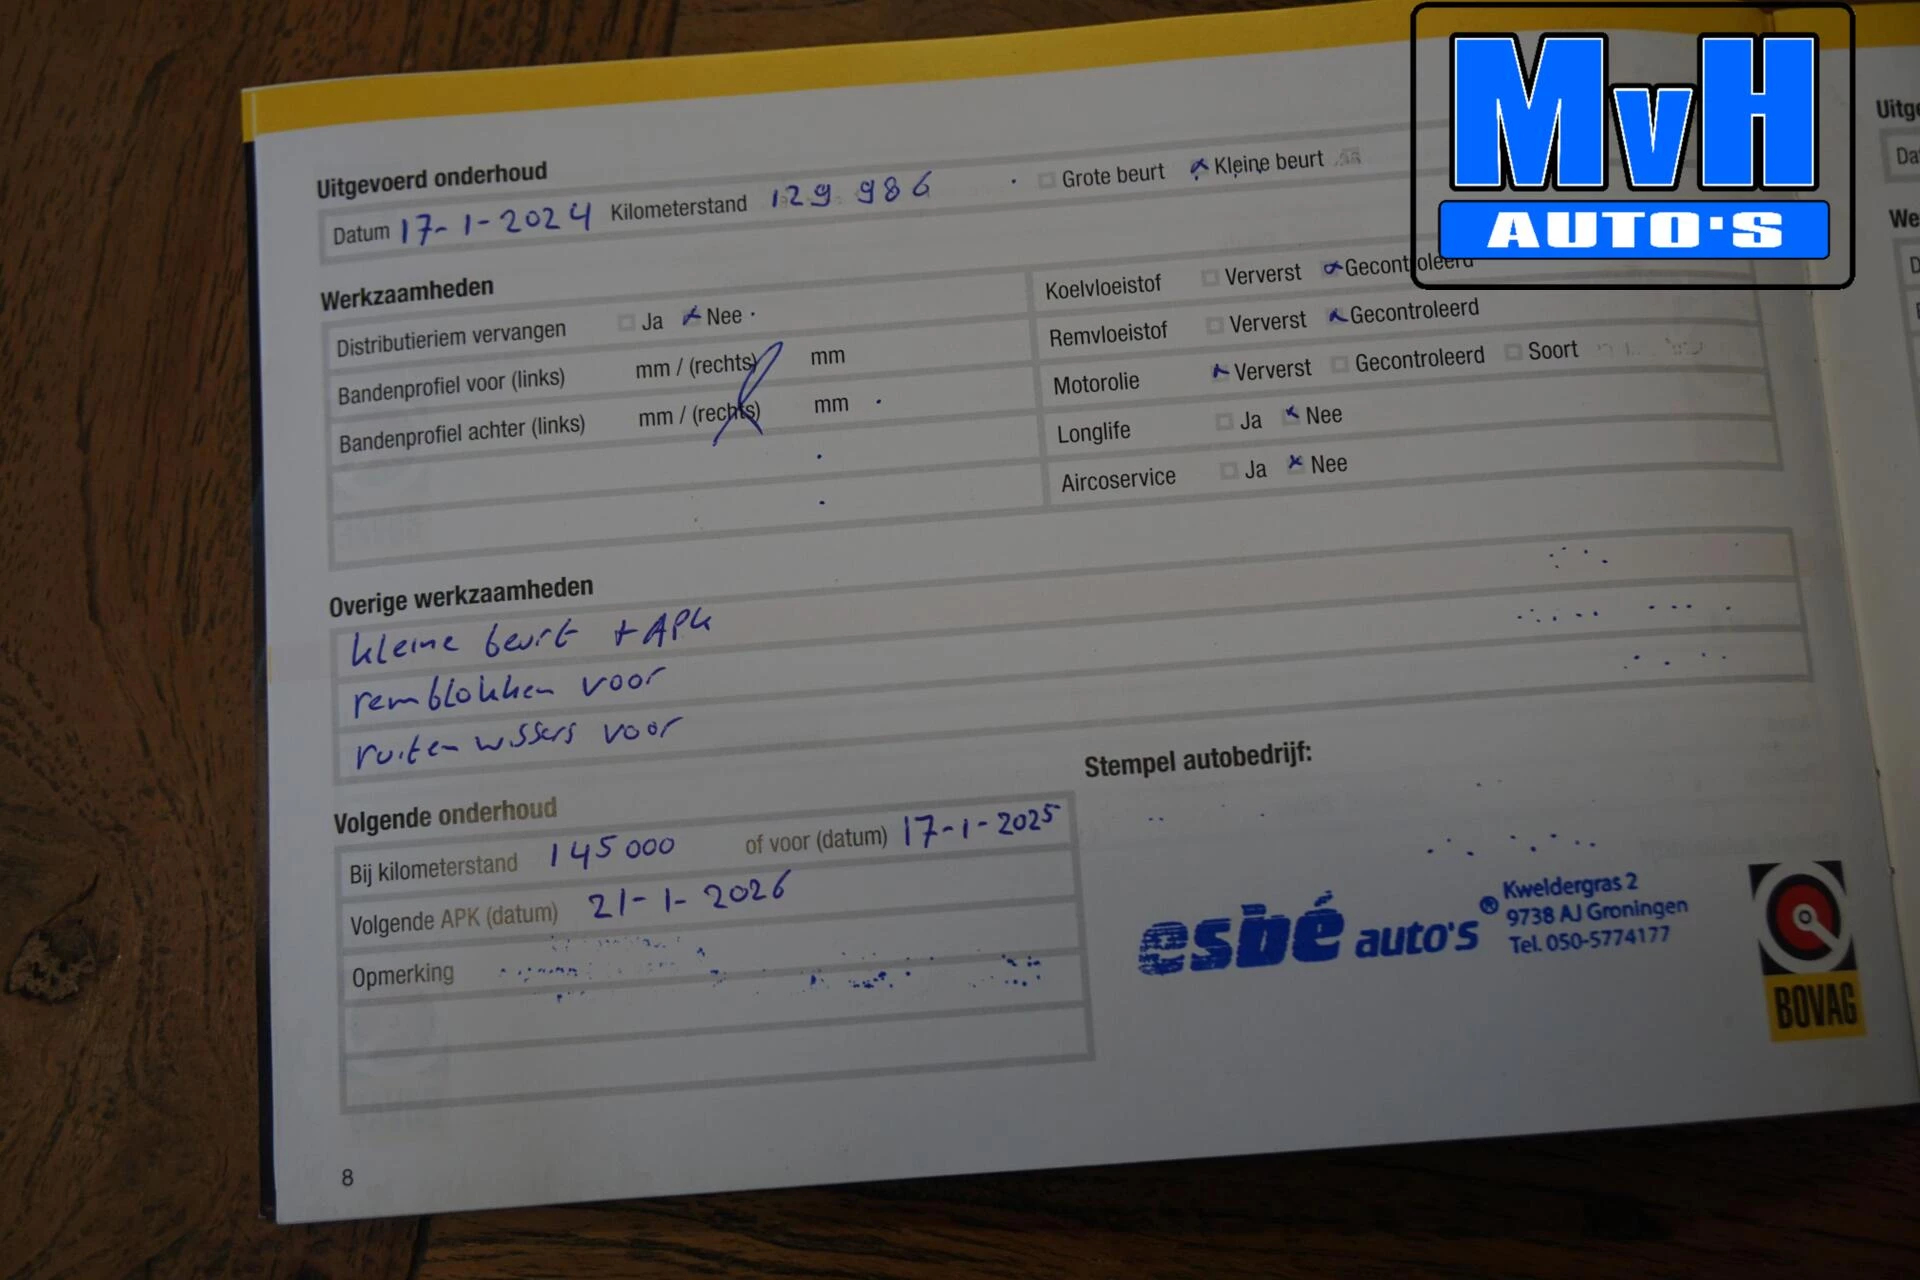 MvH
AUTO'S
Uitgevoerd onderhoud
Datum 17-1-2024 Kilometerstand 129.986 Grote beurt Kleine beurt
Werkzaamheden
Distributieriem vervangen Ja Nee
Bandenprofiel voor (links) mm / (rechts) mm
Bandenprofiel achter (links) mm / (rechts) mm
Koelvloeistof Ververst Gecontroleerd
Remvloeistof Ververst Gecontroleerd
Motorolie Ververst Gecontroleerd Soort
Longlife Ja Nee
Aircoservice Ja Nee
Overige werkzaamheden
kleine beurt + APK
remblokken voor
ruitenwissers voor
Volgende onderhoud
Bij kilometerstand 145000 of voor (datum) 17-1-2025
Volgende APK (datum) 21-1-2026
Opmerking
Stempel autobedrijf:
esbé auto's®
Kweldergras 2
9738 AJ Groningen
Tel. 050-5774177
BOVAG
8